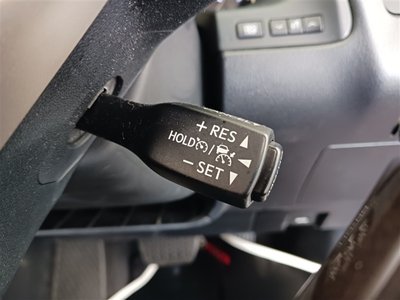 + RES
HOLD /
− SET